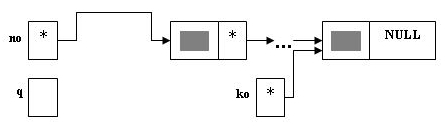 no * * ... NULL
q ko *